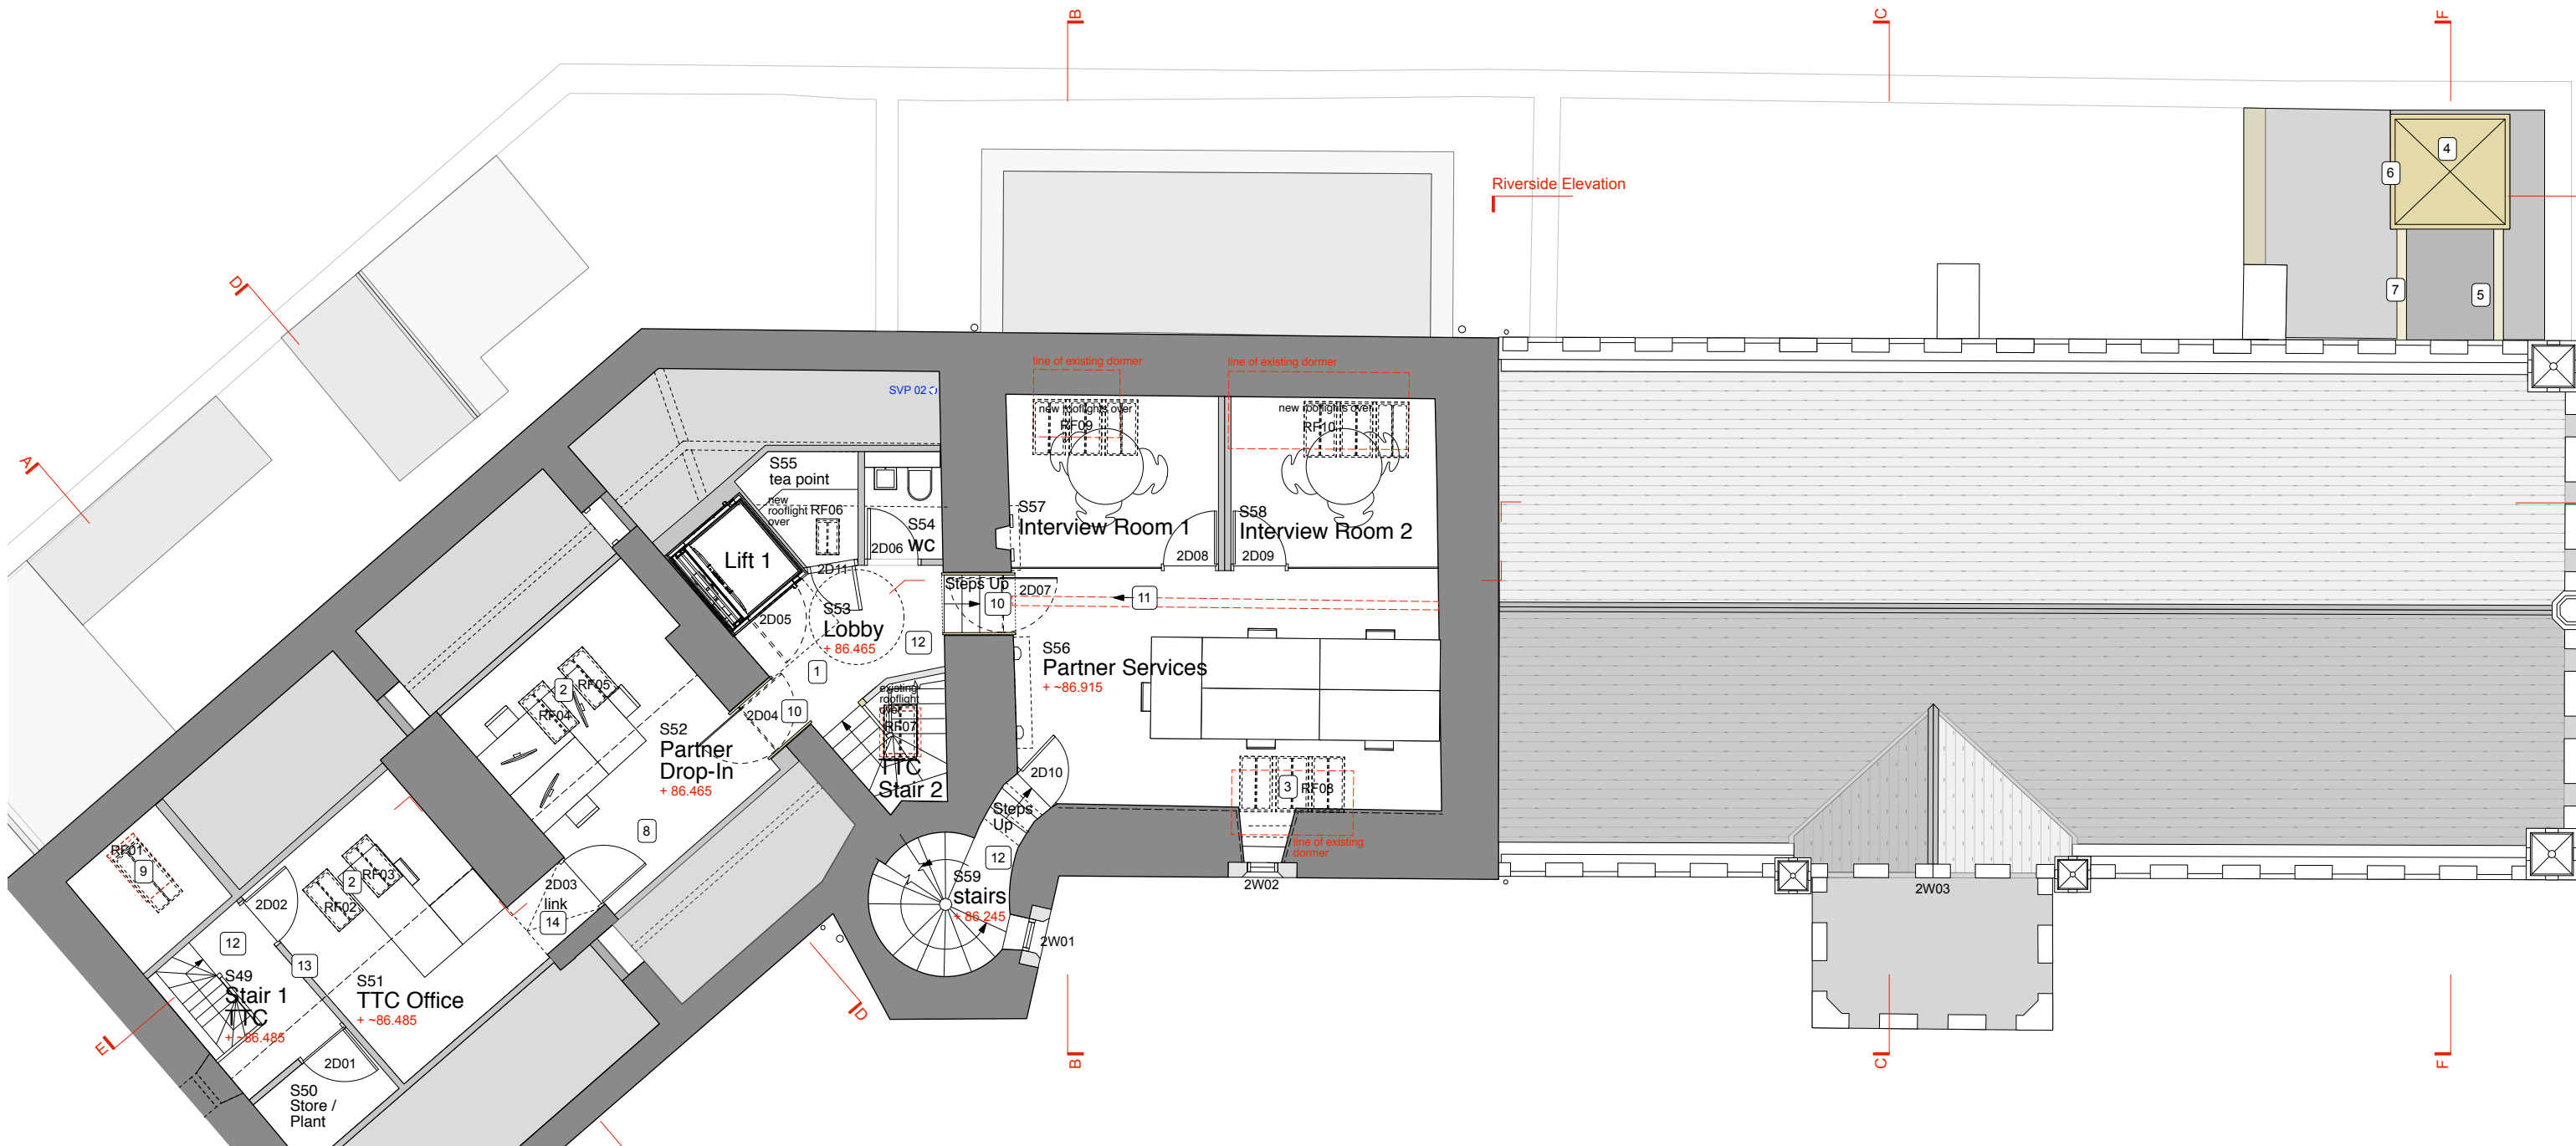 B
C
F
Riverside Elevation
4
6
7
5
D
A
line of existing dormer
line of existing dormer
SVP 02
new rooflights over
RF09
new rooflights over
RF10
S55
tea point
new
rooflight
over
RF06
S54
wc
2D06
S57
Interview Room 1
S58
Interview Room 2
2D08
2D09
Lift 1
2D11
Steps Up
10
2D07
11
2D05
S53
Lobby
+ 86.465
12
1
S56
Partner Services
+ ~86.915
existing
rooflight
over
RF07
TTC
Stair 2
2
RF05
RF04
S52
Partner
Drop-In
+ 86.465
2D04
10
2D10
Steps
Up
3
RF08
line of existing
dormer
8
12
S59
stairs
+ 86.245
2W01
2W02
2W03
RF01
9
2
RF03
RF02
2D02
2D03
link
14
12
13
S49
Stair 1
TTC
+ ~86.485
S51
TTC Office
+ ~86.485
2D01
S50
Store /
Plant
E
D
B
C
F